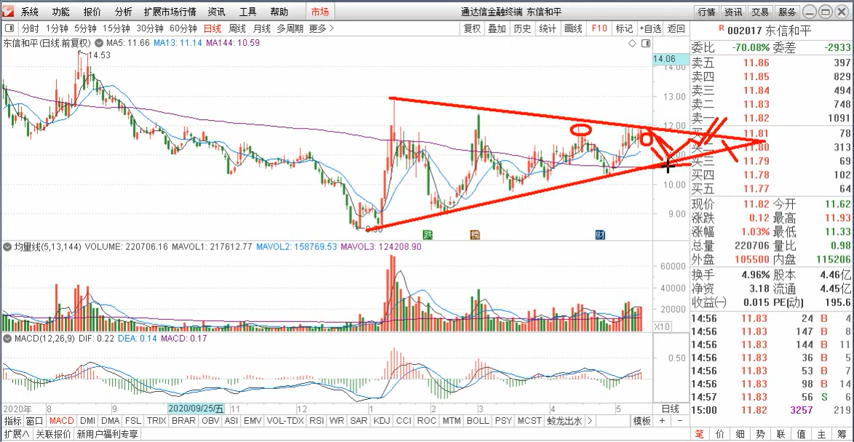 系统 功能 报价 分析 扩展市场行情 资讯 工具 帮助 市场 通达信金融终端 东信和平 行情 资讯 交易 服务
分时 1分钟 5分钟 15分钟 30分钟 60分钟 日线 周线 月线 多周期 更多> 复权 叠加 历史 统计 画线 F10 标记 +自选 返回
东信和平(日线 前复权) MA5: 11.66 MA13: 11.14 MA144: 10.59
R 002017 东信和平
委比 -70.08% 委差 -2933
卖五 11.86 397
卖四 11.85 829
卖三 11.84 494
卖二 11.83 748
卖一 11.82 1091
11.81 78
11.80 313
11.79 69
买四 11.78 102
买五 11.77 64
现价 11.82 今开 11.62
涨跌 0.12 最高 11.93
涨幅 1.03% 最低 11.33
总量 220706 量比 0.98
外盘 105500 内盘 115206
换手 4.96% 股本 4.46亿
净资 3.18 流通 4.45亿
收益(一) 0.015 PE(动) 195.6
14:56 11.83 24 B 4
14:56 11.83 147 B 8
14:56 11.83 144 B 11
14:56 11.83 36 B 5
14:56 11.83 53 B 7
14:56 11.83 98 B 14
14:57 11.83 56 S 6
15:00 11.82 3257 219
笔 价 细 势 联 值 主 筹
14.53
14.06
14.00
13.00
12.00
10.00
9.00
财
均量线(5,13,144) VOLUME: 220706.16 MAVOL1: 217612.77 MAVOL2: 158769.53 MAVOL3: 124208.90
60000
40000
20000
X10
MACD(12,26,9) DIF: 0.22 DEA: 0.14 MACD: 0.17
0.50
2020年 8 9 2020/09/25/五 11 1 2 3 4 5 日线
指标 窗口 MACD DMI DMA FSL TRIX BRAR OBV ASI EMV VOL-TDX RSI WR SAR KDJ CCI ROC MTM BOLL PSY MCST 蛟龙出水> 模板 + -
扩展∧ 关联报价 新用户福利专享